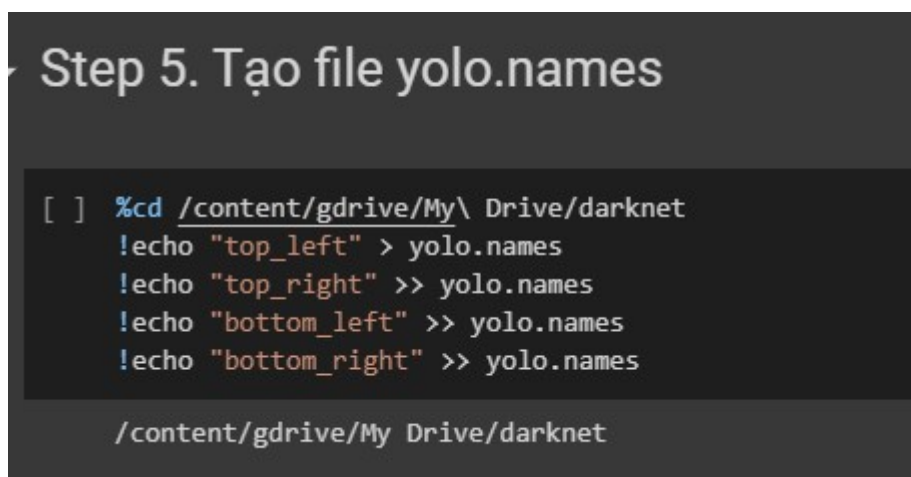 Step 5. Tạo file yolo.names
[ ] %cd /content/gdrive/My\ Drive/darknet
!echo "top_left" > yolo.names
!echo "top_right" >> yolo.names
!echo "bottom_left" >> yolo.names
!echo "bottom_right" >> yolo.names
/content/gdrive/My Drive/darknet